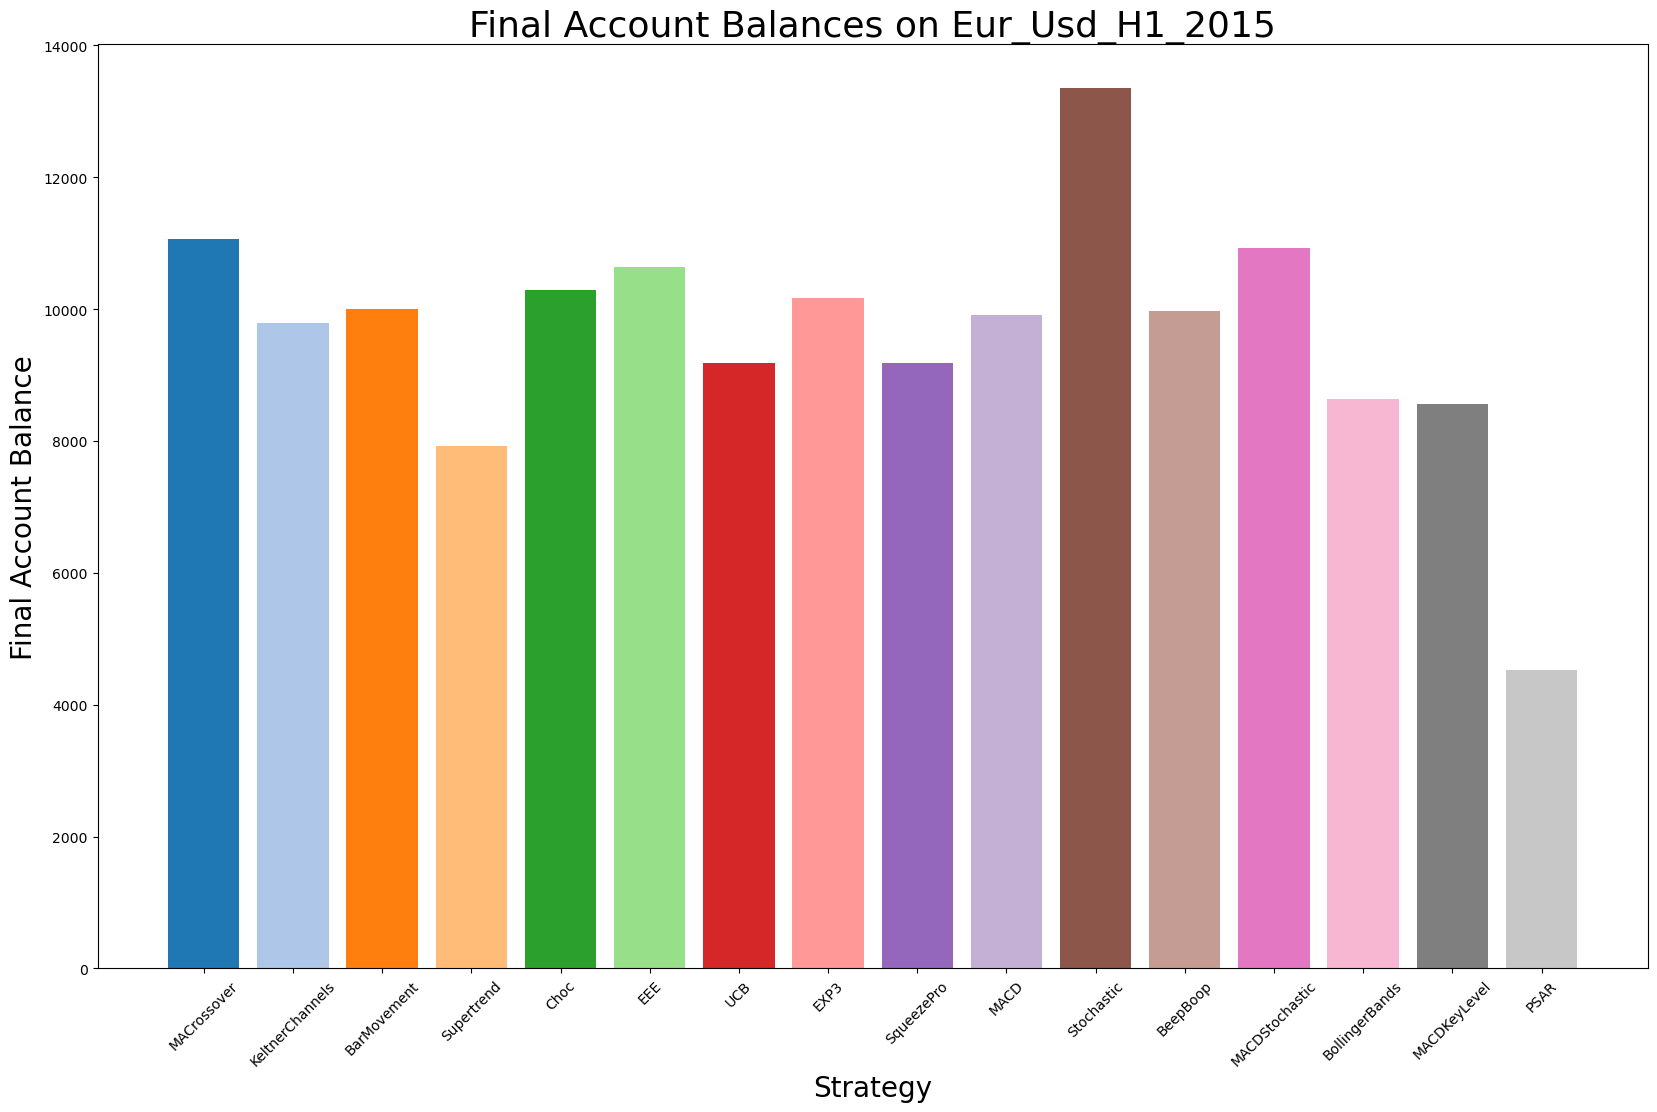 Final Account Balances on Eur_Usd_H1_2015
Final Account Balance
14000
12000
10000
8000
6000
4000
2000
0
MACrossover
KeltnerChannels
BarMovement
Supertrend
Choc
EEE
UCB
EXP3
SqueezePro
MACD
Stochastic
BeepBoop
MACDStochastic
BollingerBands
MACDKeyLevel
PSAR
Strategy